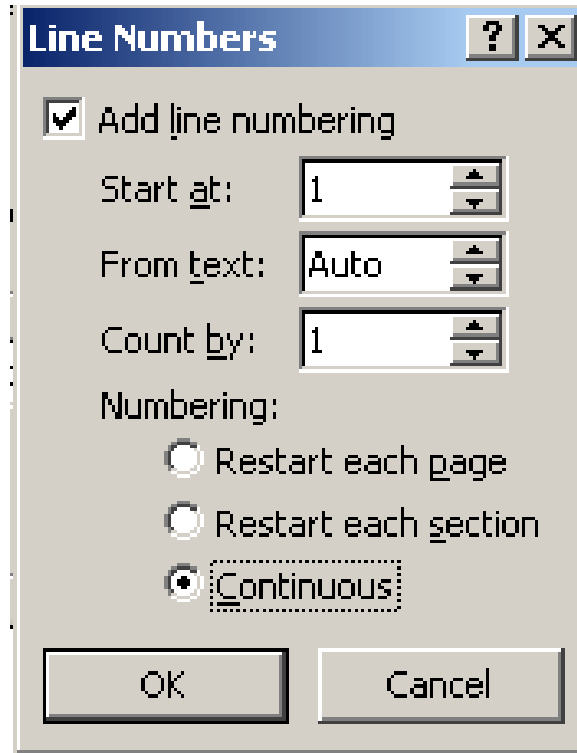 Line Numbers ?
Add line numbering
Start at: 1
From text: Auto
Count by: 1
Numbering:
Restart each page
Restart each section
Continuous
OK Cancel